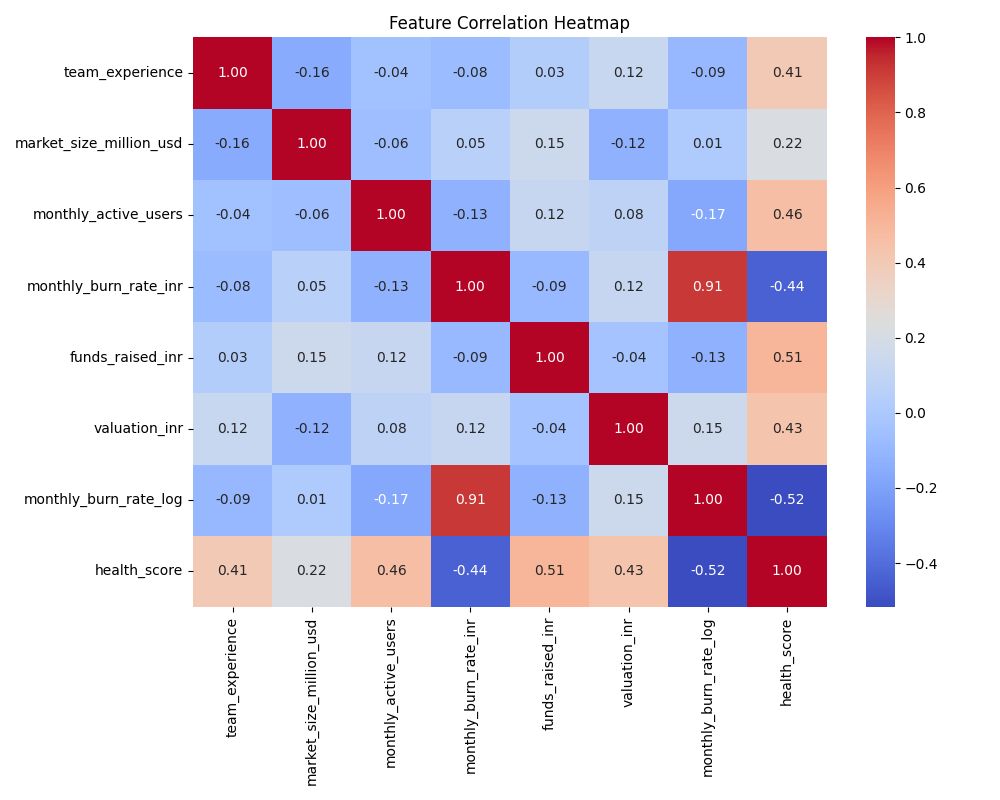 Feature Correlation Heatmap
team_experience 1.00 -0.16 -0.04 -0.08 0.03 0.12 -0.09 0.41
market_size_million_usd -0.16 1.00 -0.06 0.05 0.15 -0.12 0.01 0.22
monthly_active_users -0.04 -0.06 1.00 -0.13 0.12 0.08 -0.17 0.46
monthly_burn_rate_inr -0.08 0.05 -0.13 1.00 -0.09 0.12 0.91 -0.44
funds_raised_inr 0.03 0.15 0.12 -0.09 1.00 -0.04 -0.13 0.51
valuation_inr 0.12 -0.12 0.08 0.12 -0.04 1.00 0.15 0.43
monthly_burn_rate_log -0.09 0.01 -0.17 0.91 -0.13 0.15 1.00 -0.52
health_score 0.41 0.22 0.46 -0.44 0.51 0.43 -0.52 1.00
team_experience
market_size_million_usd
monthly_active_users
monthly_burn_rate_inr
funds_raised_inr
valuation_inr
monthly_burn_rate_log
health_score
1.0
0.8
0.6
0.4
0.2
0.0
−0.2
−0.4